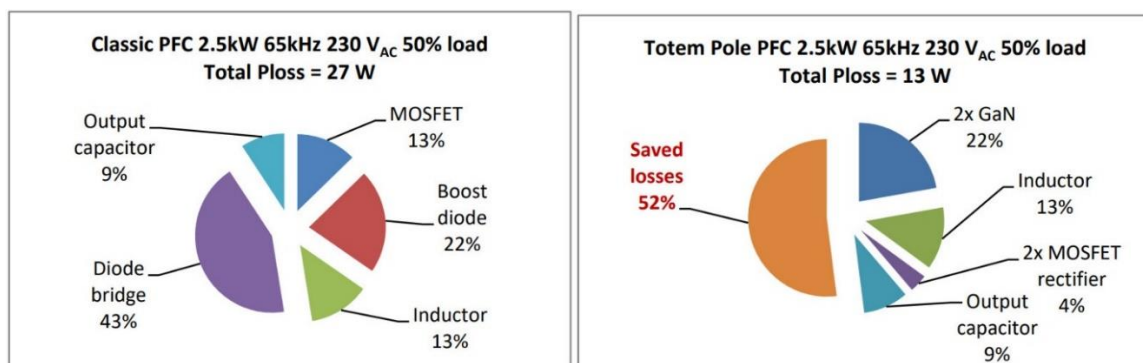 Classic PFC 2.5kW 65kHz 230 VAC 50% load
Total Ploss = 27 W
Output
capacitor
9%
MOSFET
13%
Boost
diode
22%
Diode
bridge
43%
Inductor
13%
Totem Pole PFC 2.5kW 65kHz 230 VAC 50% load
Total Ploss = 13 W
Saved
losses
52%
2x GaN
22%
Inductor
13%
2x MOSFET
rectifier
4%
Output
capacitor
9%